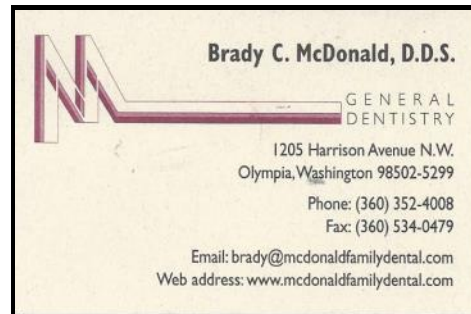 Brady C. McDonald, D.D.S.
GENERAL
DENTISTRY
1205 Harrison Avenue N.W.
Olympia, Washington 98502-5299
Phone: (360) 352-4008
Fax: (360) 534-0479
Email: brady@mcdonaldfamilydental.com
Web address: www.mcdonaldfamilydental.com